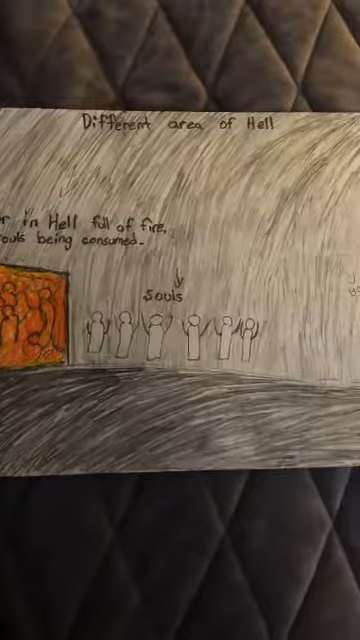 Different area of Hell
r in Hell full of fire.
ouls being consumed.
souls